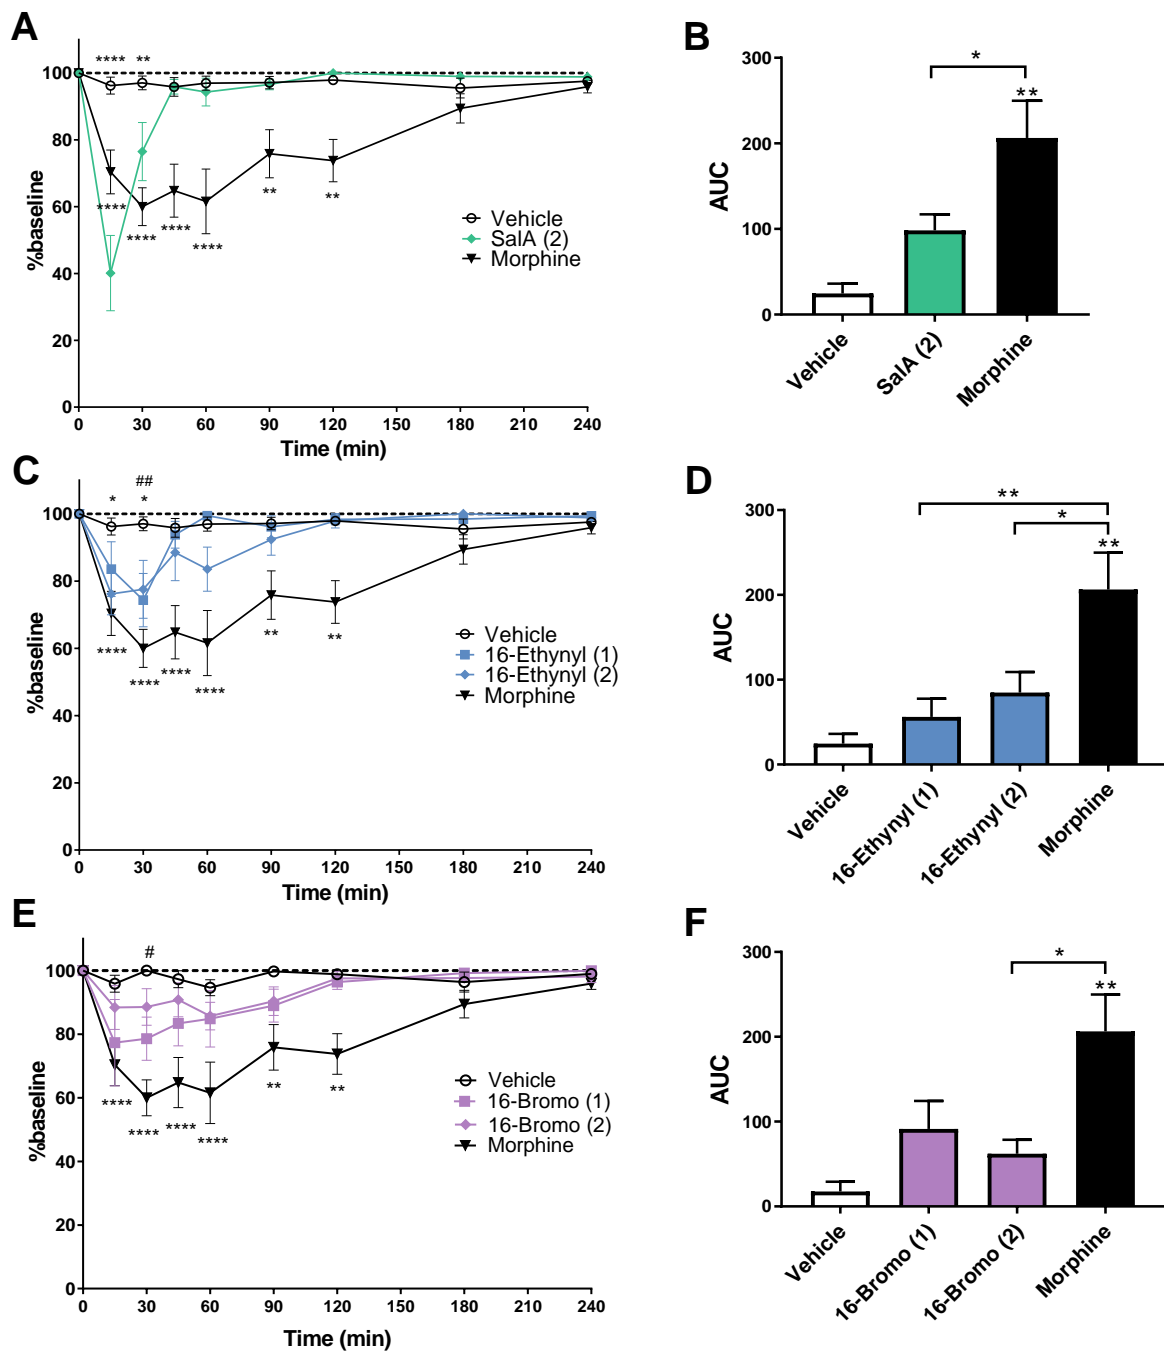 A
**** **
100
80
60
40
20
0
%baseline
****
****
****
****
**
**
Vehicle
SalA (2)
Morphine
0 30 60 90 120 150 180 210 240
Time (min)
B
300
200
100
0
AUC
*
**
Vehicle
SalA (2)
Morphine
C
##
* *
100
80
60
40
20
0
%baseline
****
****
****
****
**
**
Vehicle
16-Ethynyl (1)
16-Ethynyl (2)
Morphine
0 30 60 90 120 150 180 210 240
Time (min)
D
300
200
100
0
AUC
**
*
**
Vehicle
16-Ethynyl (1)
16-Ethynyl (2)
Morphine
E
#
100
80
60
40
20
0
%baseline
****
****
****
****
**
**
Vehicle
16-Bromo (1)
16-Bromo (2)
Morphine
0 30 60 90 120 150 180 210 240
Time (min)
F
300
200
100
0
AUC
*
**
Vehicle
16-Bromo (1)
16-Bromo (2)
Morphine